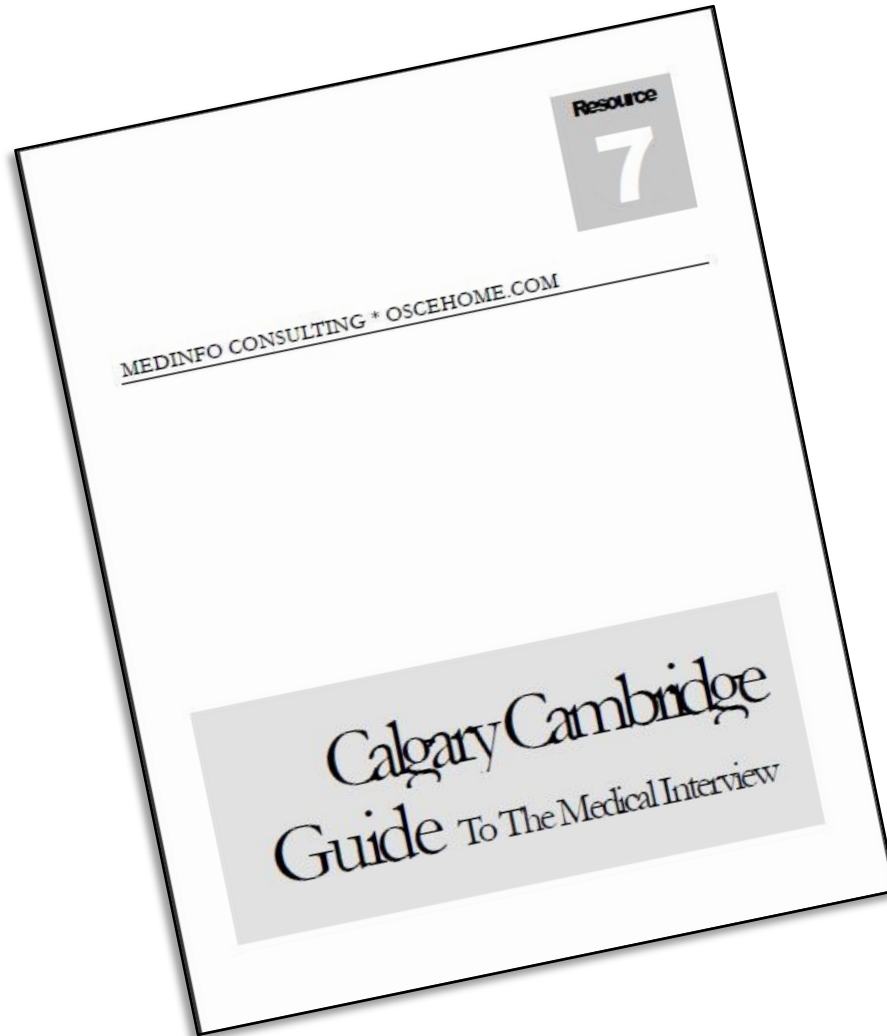 Resource
7
MEDINFO CONSULTING * OSCEHOME.COM
Calgary Cambridge
Guide To The Medical Interview